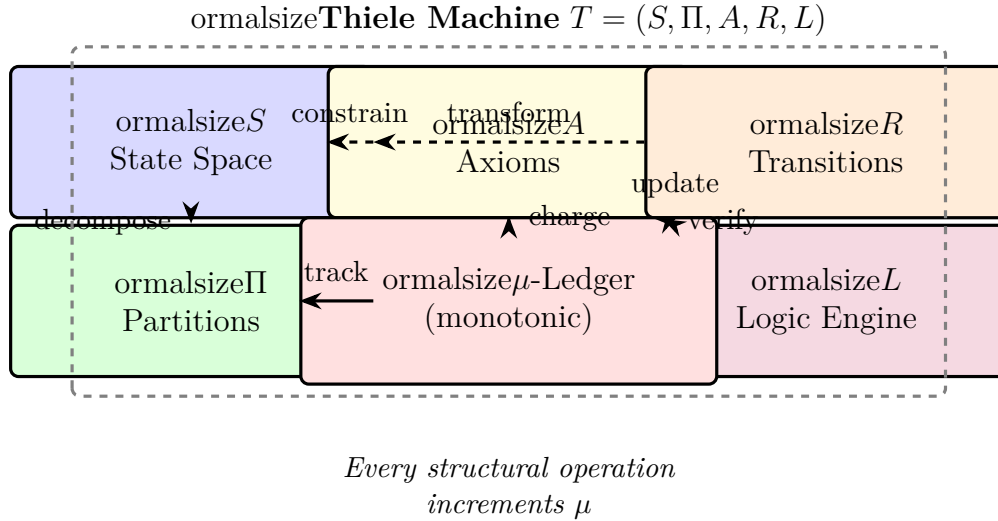 ormalsizeThiele Machine T = (S, Π, A, R, L)
ormalsizeS
State Space
constrain
transform
ormalsizeA
Axioms
ormalsizeR
Transitions
update
decompose
charge
verify
ormalsizeΠ
Partitions
track
ormalsizeμ-Ledger
(monotonic)
ormalsizeL
Logic Engine
Every structural operation
increments μ